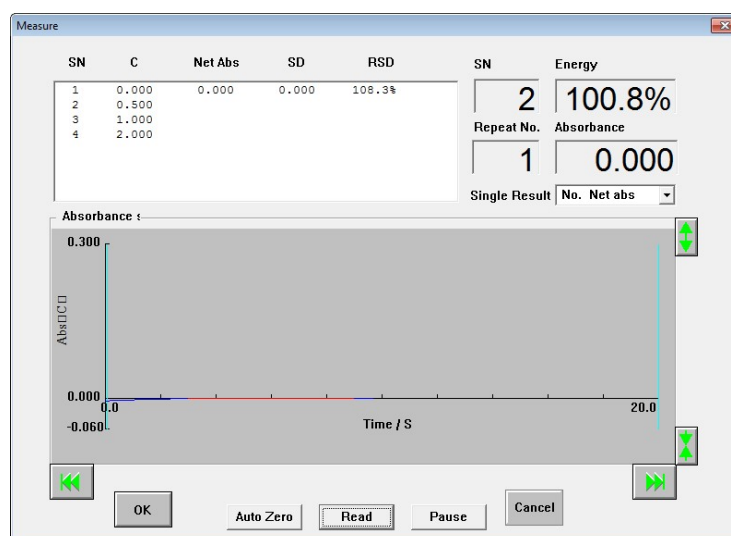 Measure
SN C Net Abs SD RSD
1 0.000 0.000 0.000 108.3%
2 0.500
3 1.000
4 2.000
SN Energy
2 100.8%
Repeat No. Absorbance
1 0.000
Single Result No. Net abs
Absorbance s
0.300
Abs□C□
0.000
0.0 20.0
-0.060
Time / S
OK Auto Zero Read Pause Cancel